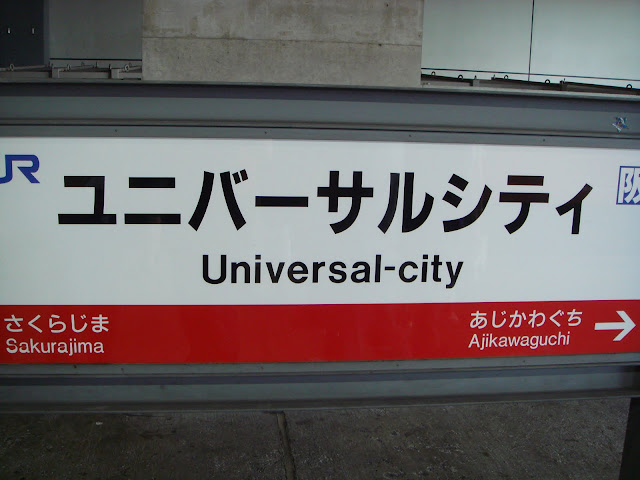 JR
ユニバーサルシティ
阪
Universal-city
さくらじま
Sakurajima
あじかわぐち
Ajikawaguchi